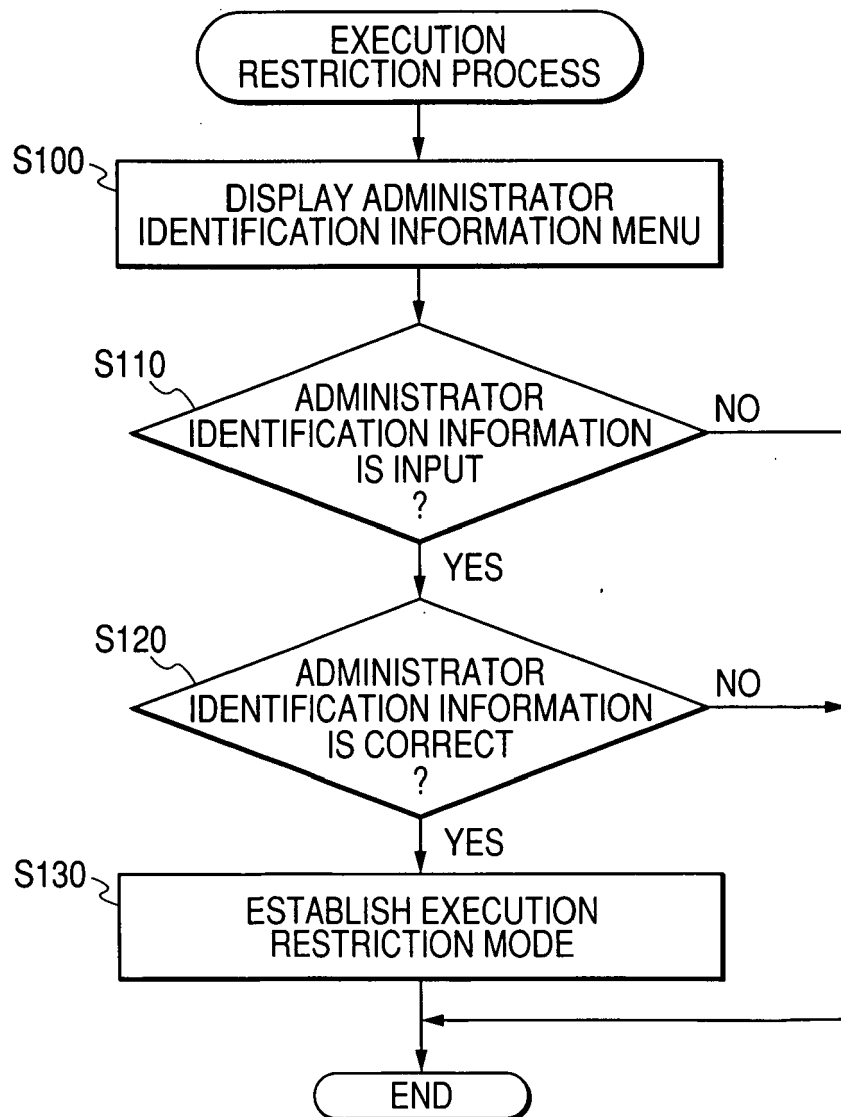 EXECUTION
RESTRICTION PROCESS
S100
DISPLAY ADMINISTRATOR
IDENTIFICATION INFORMATION MENU
S110
ADMINISTRATOR
IDENTIFICATION INFORMATION
IS INPUT
?
NO
YES
S120
ADMINISTRATOR
IDENTIFICATION INFORMATION
IS CORRECT
?
NO
YES
S130
ESTABLISH EXECUTION
RESTRICTION MODE
END